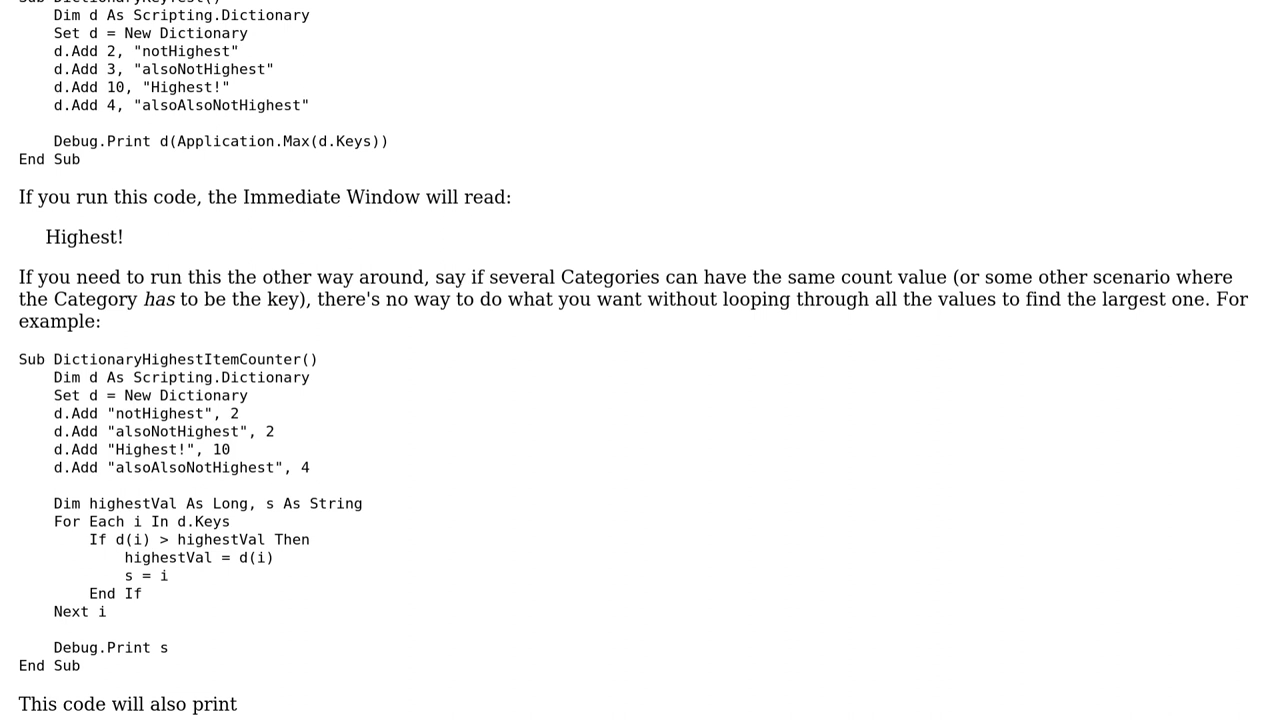 Sub DictionaryKeyTest()
    Dim d As Scripting.Dictionary
    Set d = New Dictionary
    d.Add 2, "notHighest"
    d.Add 3, "alsoNotHighest"
    d.Add 10, "Highest!"
    d.Add 4, "alsoAlsoNotHighest"

    Debug.Print d(Application.Max(d.Keys))
End Sub
If you run this code, the Immediate Window will read:
Highest!
If you need to run this the other way around, say if several Categories can have the same count value (or some other scenario where
the Category has to be the key), there's no way to do what you want without looping through all the values to find the largest one. For
example:
Sub DictionaryHighestItemCounter()
    Dim d As Scripting.Dictionary
    Set d = New Dictionary
    d.Add "notHighest", 2
    d.Add "alsoNotHighest", 2
    d.Add "Highest!", 10
    d.Add "alsoAlsoNotHighest", 4

    Dim highestVal As Long, s As String
    For Each i In d.Keys
        If d(i) > highestVal Then
            highestVal = d(i)
            s = i
        End If
    Next i

    Debug.Print s
End Sub
This code will also print